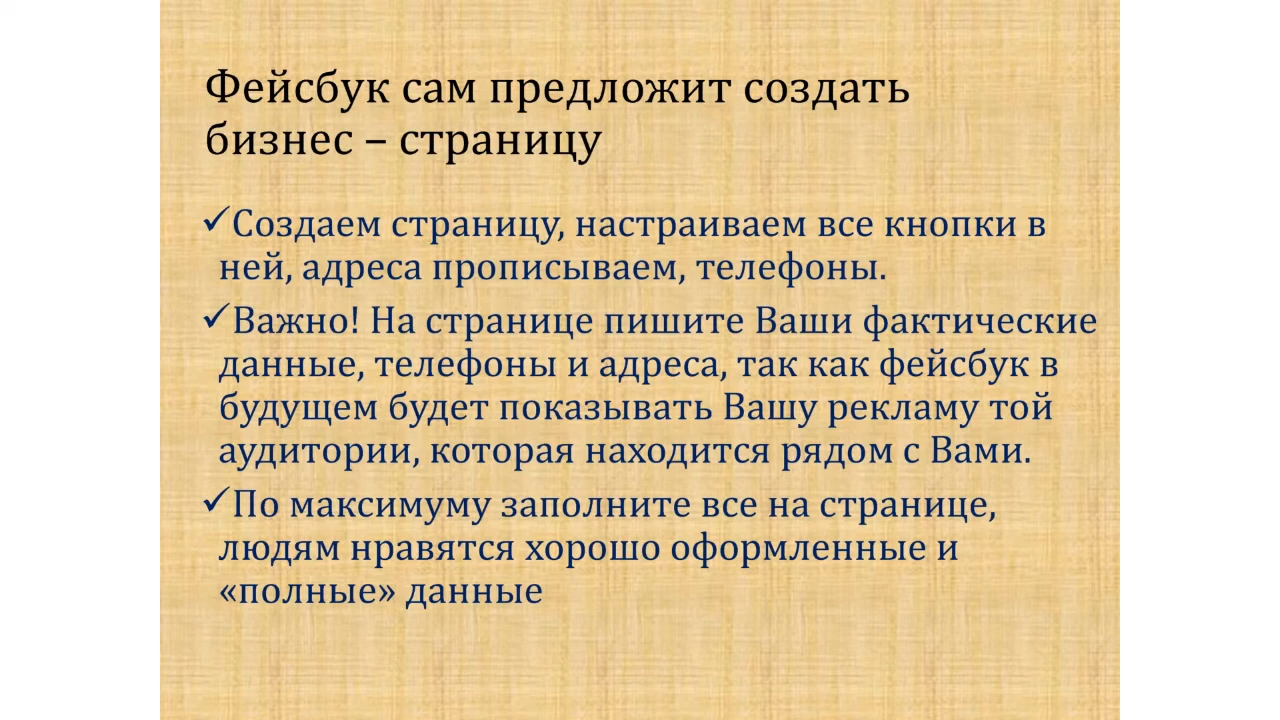 Фейсбук сам предложит создать
бизнес – страницу
✓Создаем страницу, настраиваем все кнопки в
ней, адреса прописываем, телефоны.
✓Важно! На странице пишите Ваши фактические
данные, телефоны и адреса, так как фейсбук в
будущем будет показывать Вашу рекламу той
аудитории, которая находится рядом с Вами.
✓По максимуму заполните все на странице,
людям нравятся хорошо оформленные и
«полные» данные